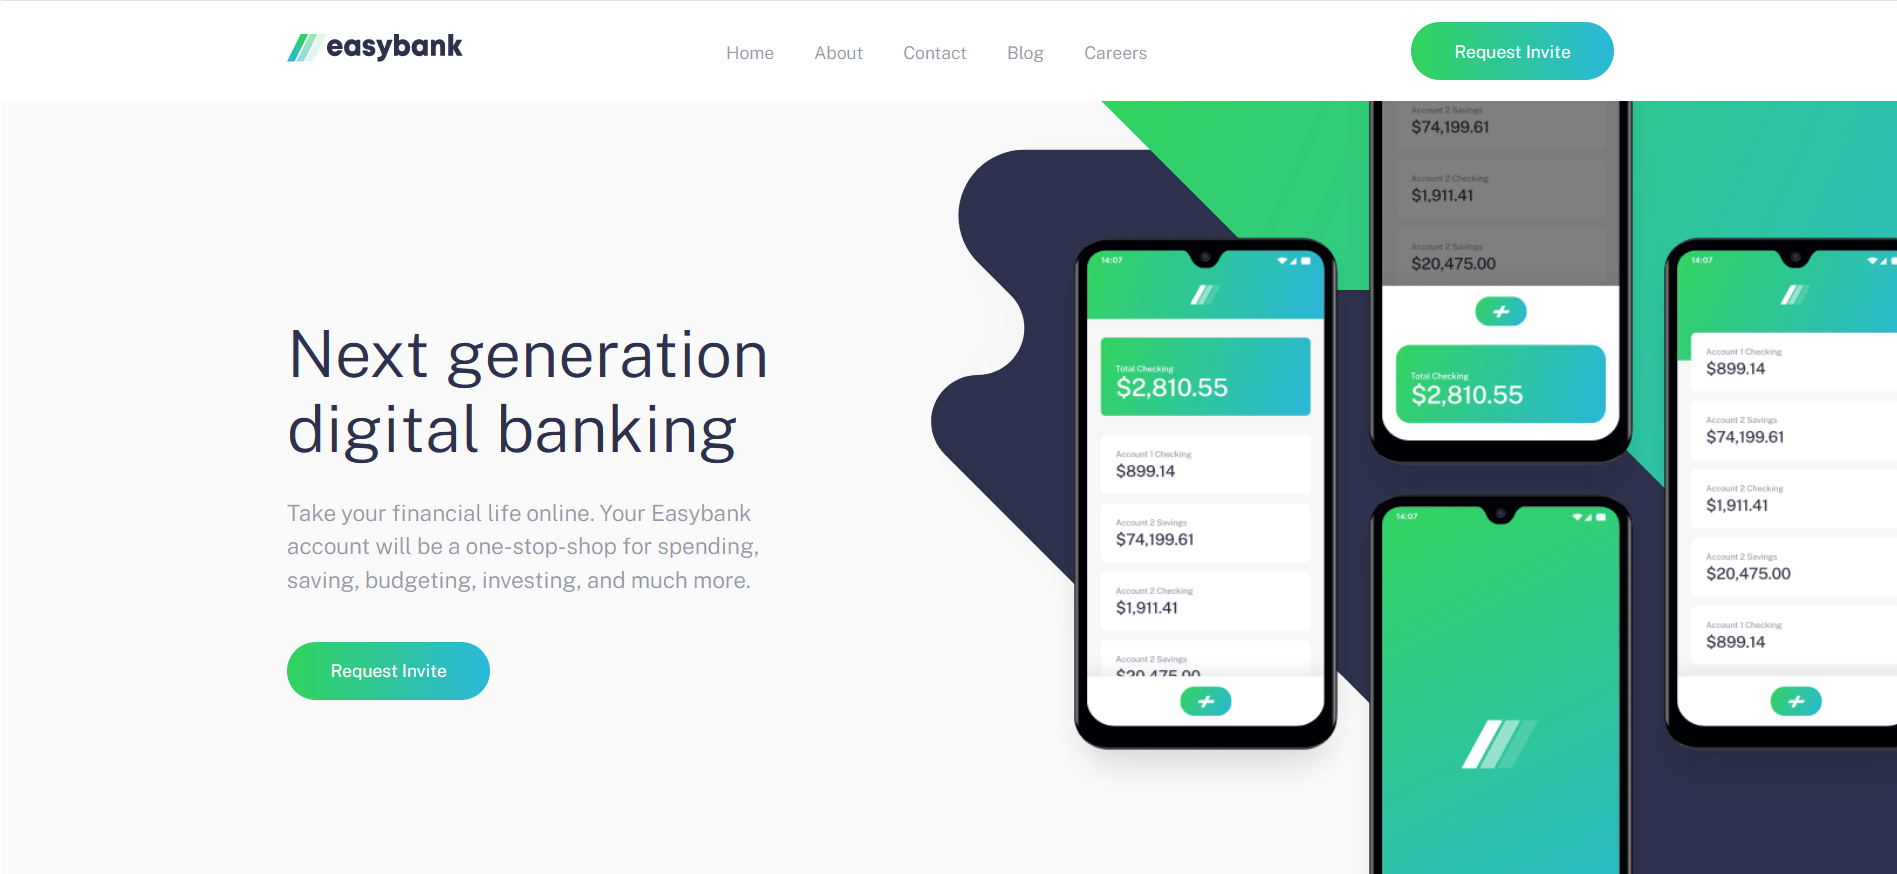 easybank
Home
About
Contact
Blog
Careers
Request Invite
Next generation
digital banking
Take your financial life online. Your Easybank
account will be a one-stop-shop for spending,
saving, budgeting, investing, and much more.
Request Invite
14:07
Total Checking
$2,810.55
Account 1 Checking
$899.14
Account 2 Savings
$74,199.61
Account 2 Checking
$1,911.41
Account 2 Savings
$20,475.00
Account 2 Savings
$74,199.61
Account 2 Checking
$1,911.41
Account 2 Savings
$20,475.00
Total Checking
$2,810.55
14:07
14:07
Account 1 Checking
$899.14
Account 2 Savings
$74,199.61
Account 2 Checking
$1,911.41
Account 2 Savings
$20,475.00
Account 1 Checking
$899.14